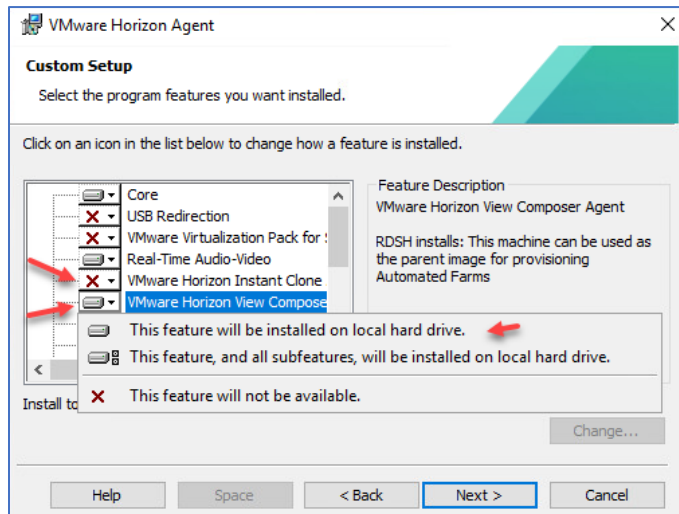 VMware Horizon Agent
Custom Setup
Select the program features you want installed.
Click on an icon in the list below to change how a feature is installed.
Core
USB Redirection
VMware Virtualization Pack for
Real-Time Audio-Video
VMware Horizon Instant Clone
VMware Horizon View Compose
Feature Description
VMware Horizon View Composer Agent
RDSH installs: This machine can be used as
the parent image for provisioning
Automated Farms
This feature will be installed on local hard drive.
This feature, and all subfeatures, will be installed on local hard drive.
This feature will not be available.
Install to
Change...
Help
Space
< Back
Next >
Cancel